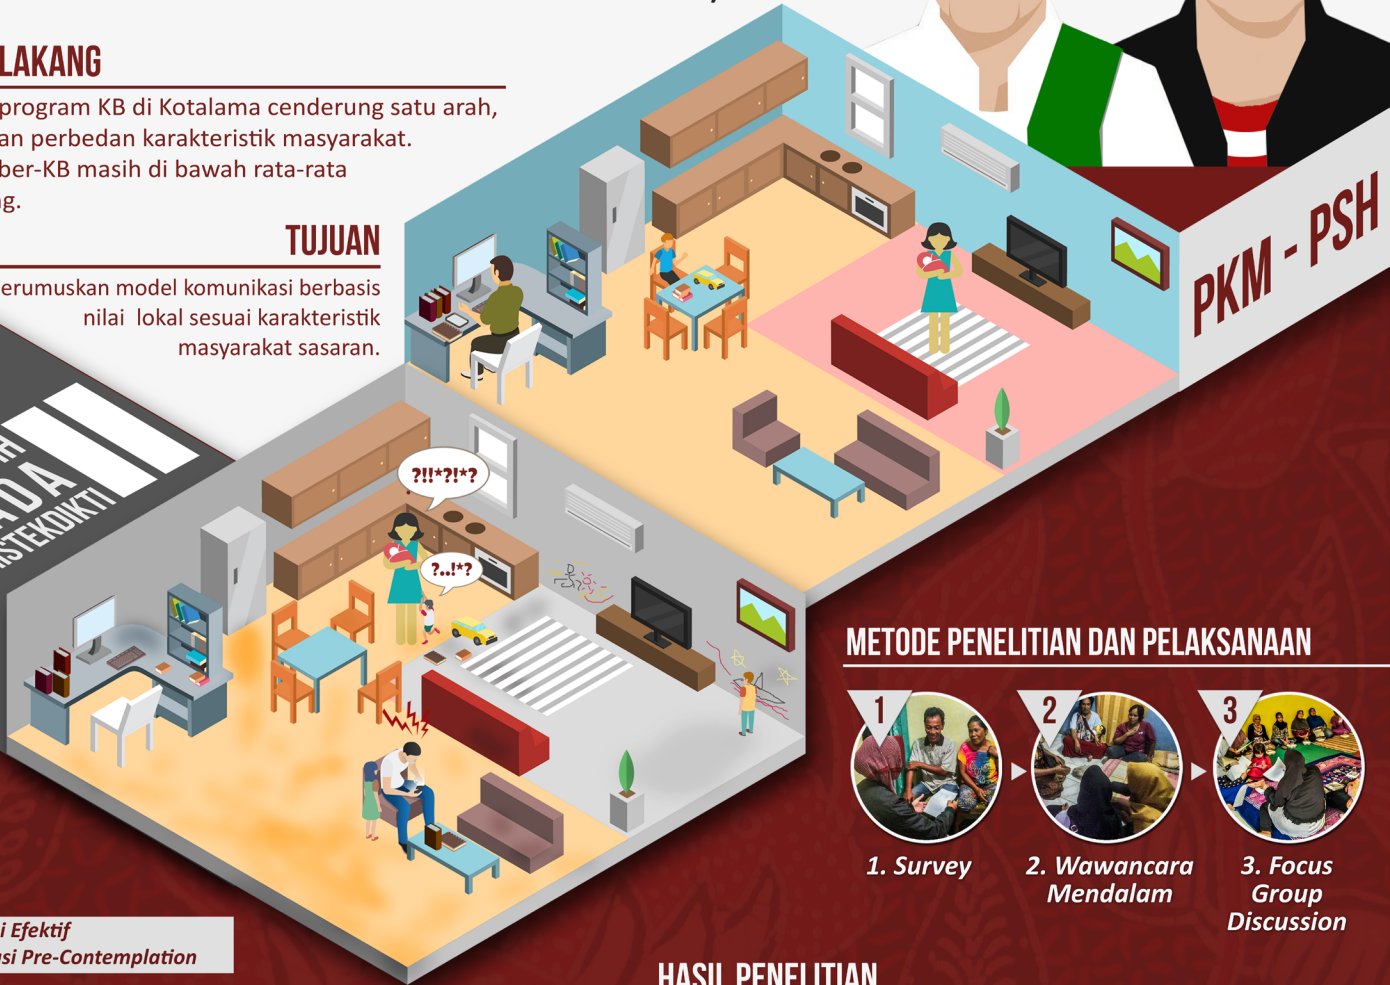 LAKANG
program KB di Kotalama cenderung satu arah,
an perbedan karakteristik masyarakat.
ber-KB masih di bawah rata-rata
g.
TUJUAN
erumuskan model komunikasi berbasis
nilai lokal sesuai karakteristik
masyarakat sasaran.
PKM - PSH
ADA
ISTEKDIKTI
?!!*?!*?
?..!*?
METODE PENELITIAN DAN PELAKSANAAN
1
2
3
1. Survey
2. Wawancara
Mendalam
3. Focus
Group
Discussion
i Efektif
si Pre-Contemplation
HASIL PENELITIAN